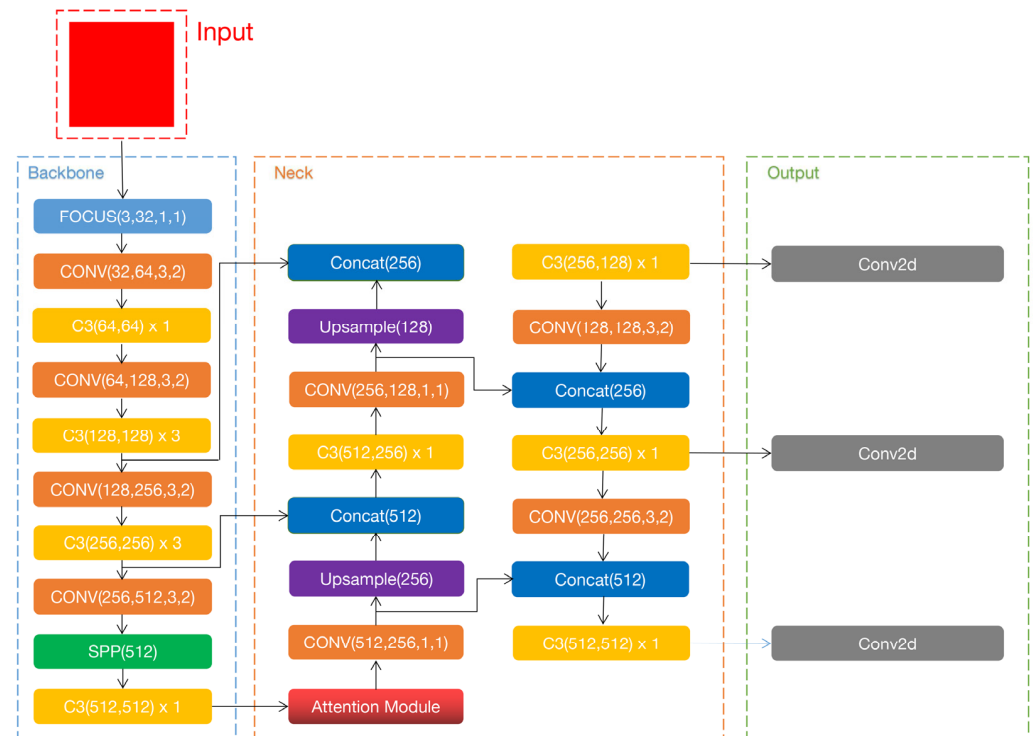 Input
Backbone
FOCUS(3,32,1,1)
CONV(32,64,3,2)
C3(64,64) x 1
CONV(64,128,3,2)
C3(128,128) x 3
CONV(128,256,3,2)
C3(256,256) x 3
CONV(256,512,3,2)
SPP(512)
C3(512,512) x 1
Neck
Concat(256)
Upsample(128)
CONV(256,128,1,1)
C3(512,256) x 1
Concat(512)
Upsample(256)
CONV(512,256,1,1)
Attention Module
C3(256,128) x 1
CONV(128,128,3,2)
Concat(256)
C3(256,256) x 1
CONV(256,256,3,2)
Concat(512)
C3(512,512) x 1
Output
Conv2d
Conv2d
Conv2d